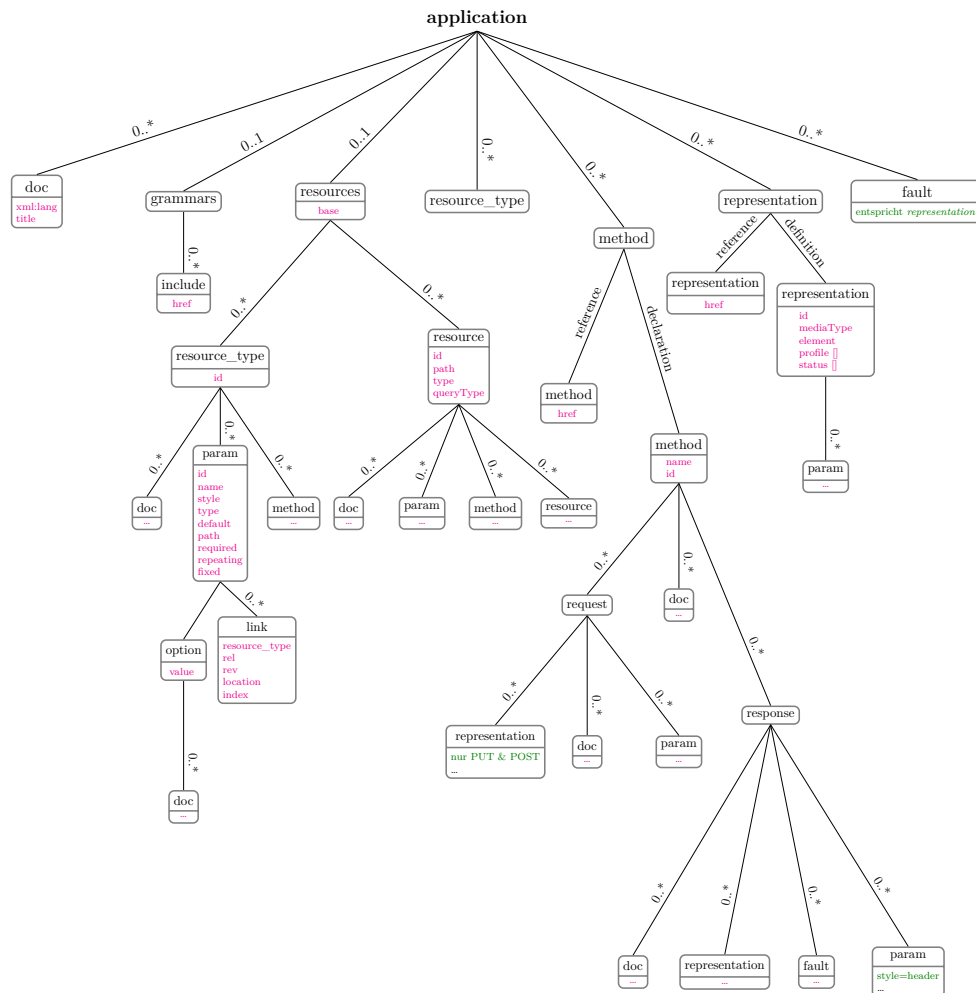 application
0..*
0..1
0..1
0..*
0..*
0..*
0..*
doc
xml:lang
title
grammars
resources
base
resource_type
method
representation
fault
entspricht representation
0..*
include
href
0..*
0..*
reference
declaration
reference
definition
representation
href
representation
id
mediaType
element
profile []
status []
resource_type
id
resource
id
path
type
queryType
method
href
method
name
id
0..*
param
...
0..*
0..*
0..*
doc
...
param
id
name
style
type
default
path
required
repeating
fixed
method
...
0..*
0..*
0..*
0..*
doc
...
param
...
method
...
resource
...
0..*
option
value
link
resource_type
rel
rev
location
index
0..*
doc
...
0..*
0..*
0..*
request
doc
...
response
0..*
0..*
0..*
representation
nur PUT & POST
...
doc
...
param
...
0..*
0..*
0..*
0..*
doc
...
representation
...
fault
...
param
style=header
...